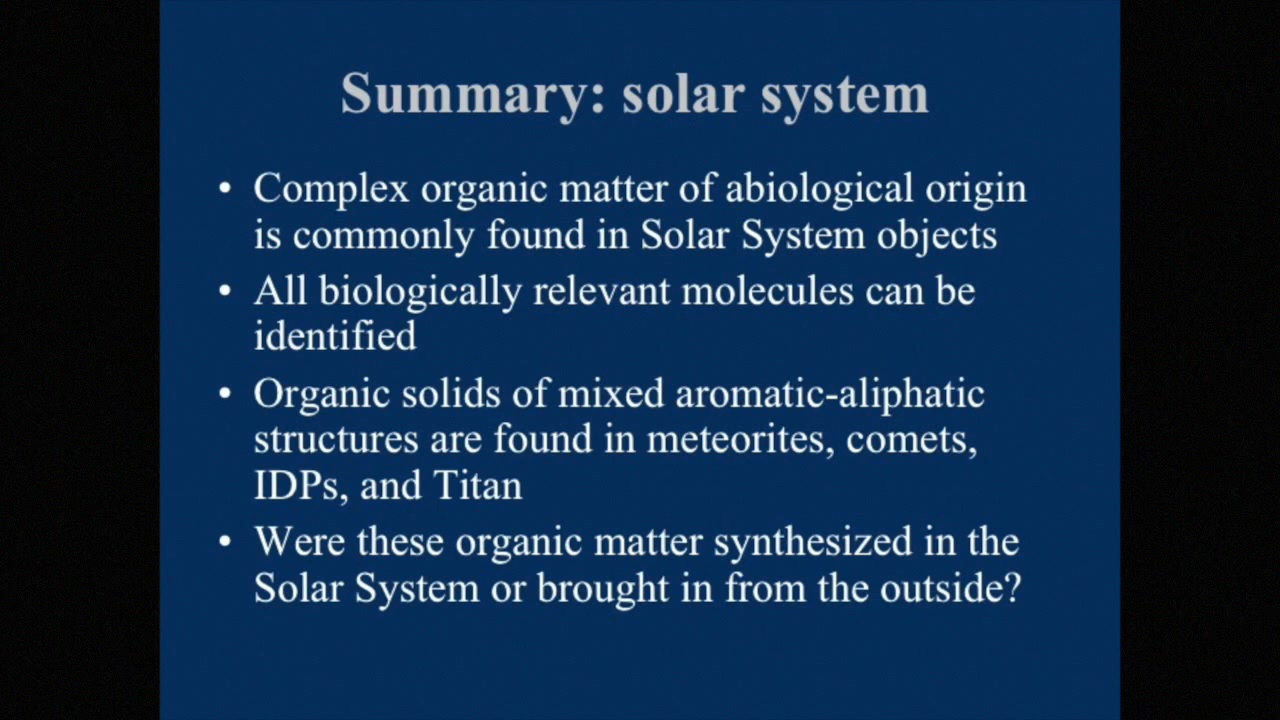 Summary: solar system
• Complex organic matter of abiological origin
is commonly found in Solar System objects
• All biologically relevant molecules can be
identified
• Organic solids of mixed aromatic-aliphatic
structures are found in meteorites, comets,
IDPs, and Titan
• Were these organic matter synthesized in the
Solar System or brought in from the outside?